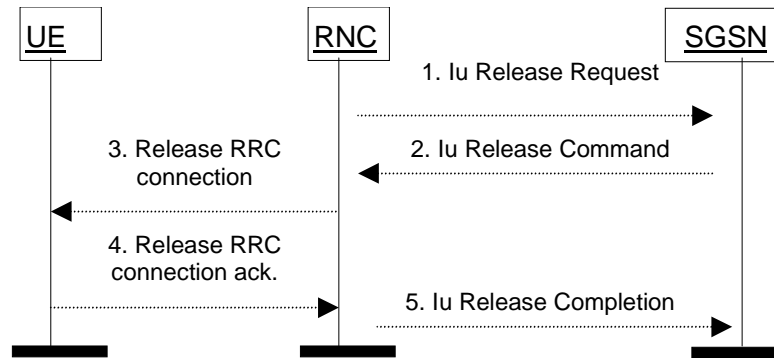 UE
RNC
SGSN
1. Iu Release Request
2. Iu Release Command
3. Release RRC
connection
4. Release RRC
connection ack.
5. Iu Release Completion